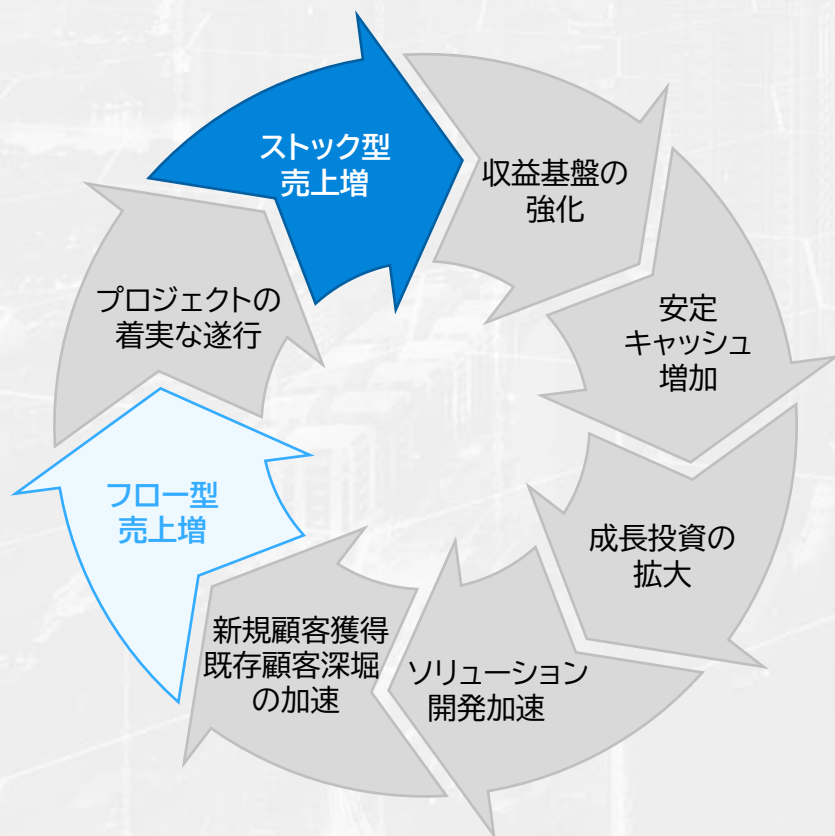 ストック型
売上増
収益基盤の
強化
安定
キャッシュ
増加
成長投資の
拡大
ソリューション
開発加速
新規顧客獲得
既存顧客深堀
の加速
フロー型
売上増
プロジェクトの
着実な遂行